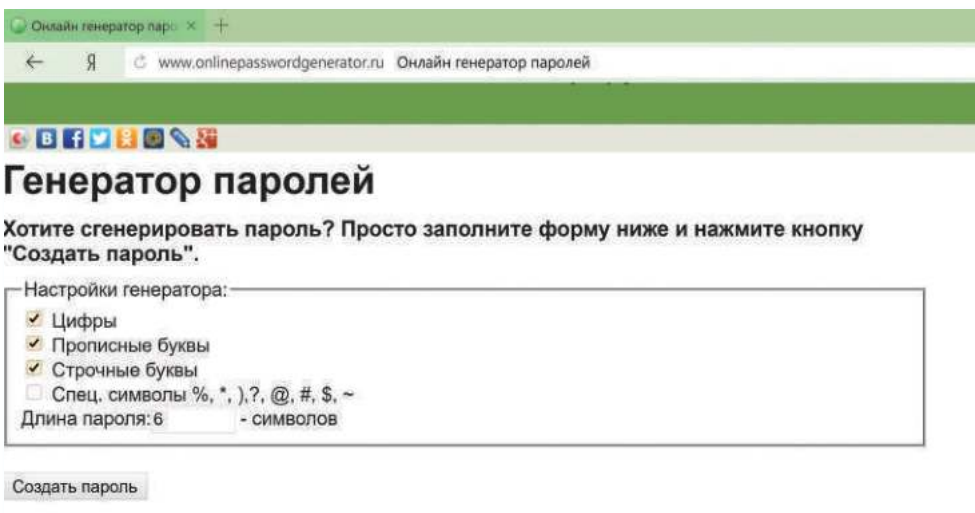 Онлайн генератор паро
www.onlinepasswordgenerator.ru Онлайн генератор паролей
Генератор паролей
Хотите сгенерировать пароль? Просто заполните форму ниже и нажмите кнопку
"Создать пароль".
Настройки генератора:
Цифры
Прописные буквы
Строчные буквы
Спец. символы %, *, ),?, @, #, $, ~
Длина пароля: 6 - символов
Создать пароль